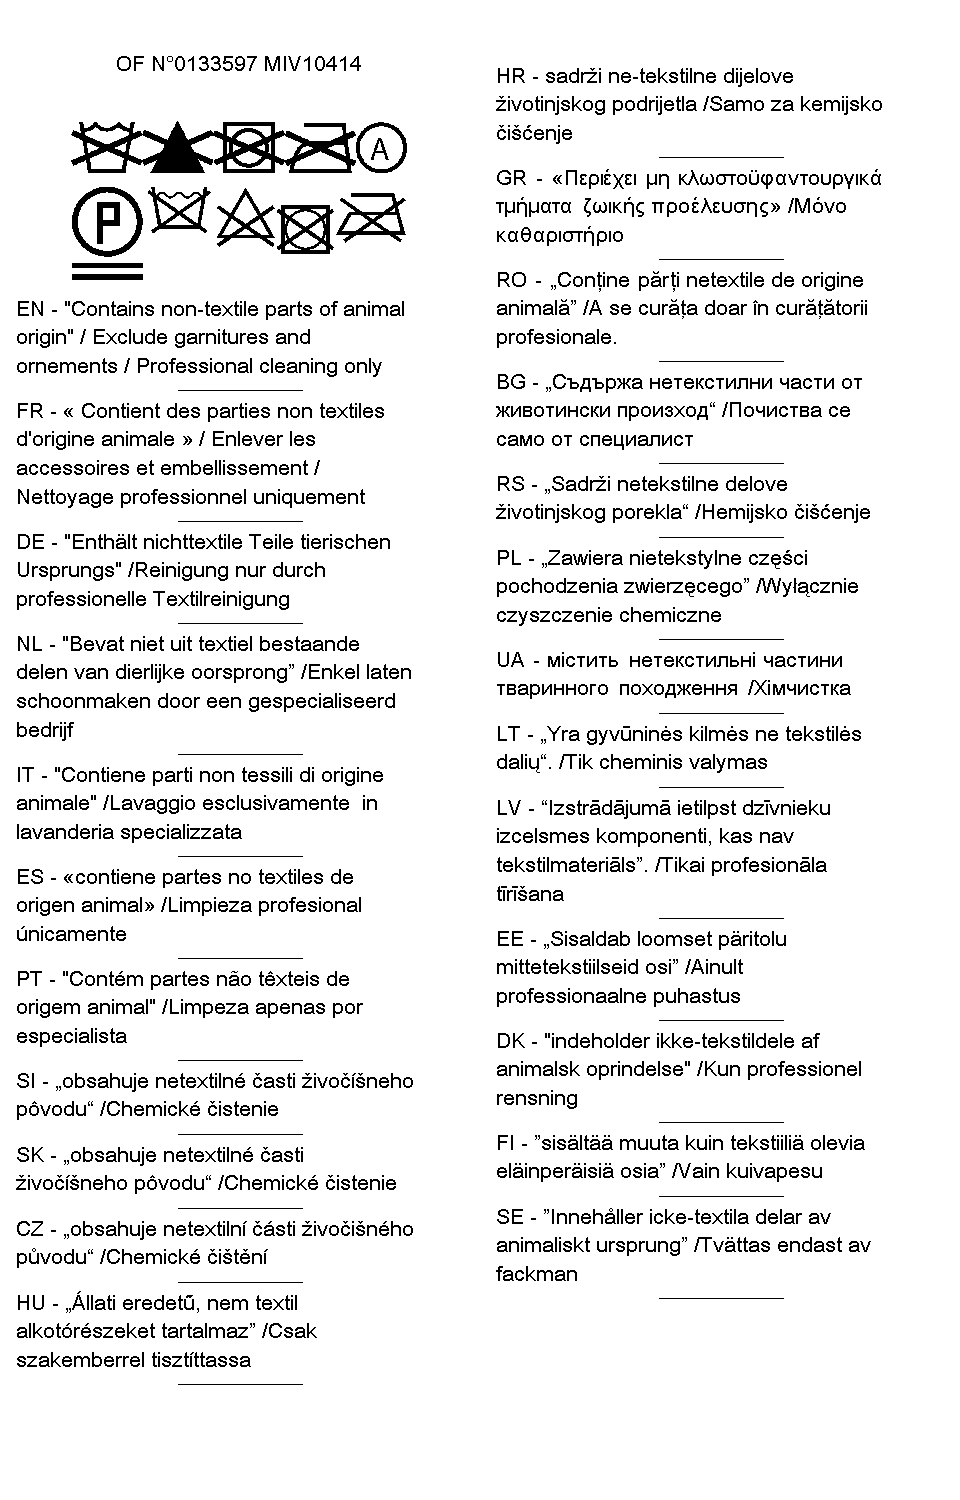 OF N°0133597 MIV10414
A
P
EN - "Contains non-textile parts of animal
origin" / Exclude garnitures and
ornements / Professional cleaning only
FR - « Contient des parties non textiles
d'origine animale » / Enlever les
accessoires et embellissement /
Nettoyage professionnel uniquement
DE - "Enthält nichttextile Teile tierischen
Ursprungs" /Reinigung nur durch
professionelle Textilreinigung
NL - "Bevat niet uit textiel bestaande
delen van dierlijke oorsprong” /Enkel laten
schoonmaken door een gespecialiseerd
bedrijf
IT - "Contiene parti non tessili di origine
animale" /Lavaggio esclusivamente in
lavanderia specializzata
ES - «contiene partes no textiles de
origen animal» /Limpieza profesional
únicamente
PT - "Contém partes não têxteis de
origem animal" /Limpeza apenas por
especialista
SI - „obsahuje netextilné časti živočíšneho
pôvodu“ /Chemické čistenie
SK - „obsahuje netextilné časti
živočíšneho pôvodu“ /Chemické čistenie
CZ - „obsahuje netextilní části živočišného
původu“ /Chemické čištění
HU - „Állati eredetű, nem textil
alkotórészeket tartalmaz” /Csak
szakemberrel tisztíttassa
HR - sadrži ne-tekstilne dijelove
životinjskog podrijetla /Samo za kemijsko
čišćenje
GR - «Περιέχει μη κλωστοϋφαντουργικά
τμήματα ζωικής προέλευσης» /Μόνο
καθαριστήριο
RO - „Conține părți netextile de origine
animală” /A se curăța doar în curățătorii
profesionale.
BG - „Съдържа нетекстилни части от
животински произход“ /Почиства се
само от специалист
RS - „Sadrži netekstilne delove
životinjskog porekla“ /Hemijsko čišćenje
PL - „Zawiera nietekstylne części
pochodzenia zwierzęcego” /Wyłącznie
czyszczenie chemiczne
UA - містить нетекстильні частини
тваринного походження /Хімчистка
LT - „Yra gyvūninės kilmės ne tekstilės
dalių“. /Tik cheminis valymas
LV - “Izstrādājumā ietilpst dzīvnieku
izcelsmes komponenti, kas nav
tekstilmateriāls”. /Tikai profesionāla
tīrīšana
EE - „Sisaldab loomset päritolu
mittetekstiilseid osi” /Ainult
professionaalne puhastus
DK - "indeholder ikke-tekstildele af
animalsk oprindelse" /Kun professionel
rensning
FI - ”sisältää muuta kuin tekstiiliä olevia
eläinperäisiä osia” /Vain kuivapesu
SE - ”Innehåller icke-textila delar av
animaliskt ursprung” /Tvättas endast av
fackman